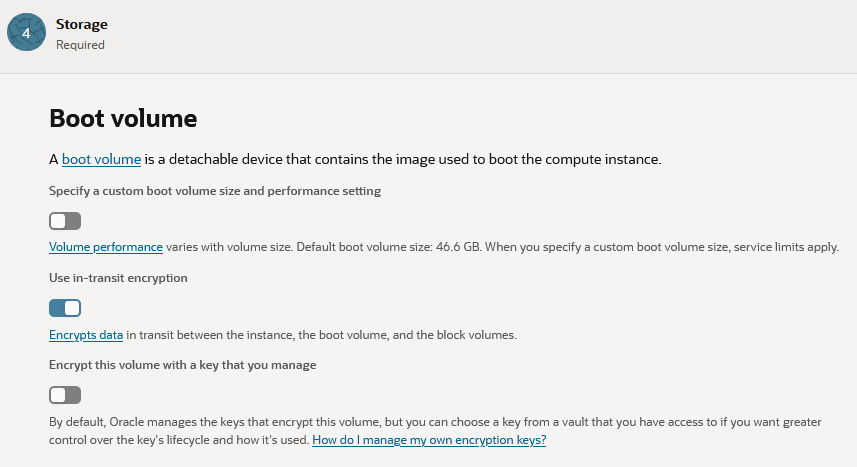 4
Storage
Required
Boot volume
A boot volume is a detachable device that contains the image used to boot the compute instance.
Specify a custom boot volume size and performance setting
Volume performance varies with volume size. Default boot volume size: 46.6 GB. When you specify a custom boot volume size, service limits apply.
Use in-transit encryption
Encrypts data in transit between the instance, the boot volume, and the block volumes.
Encrypt this volume with a key that you manage
By default, Oracle manages the keys that encrypt this volume, but you can choose a key from a vault that you have access to if you want greater
control over the key's lifecycle and how it's used. How do I manage my own encryption keys?